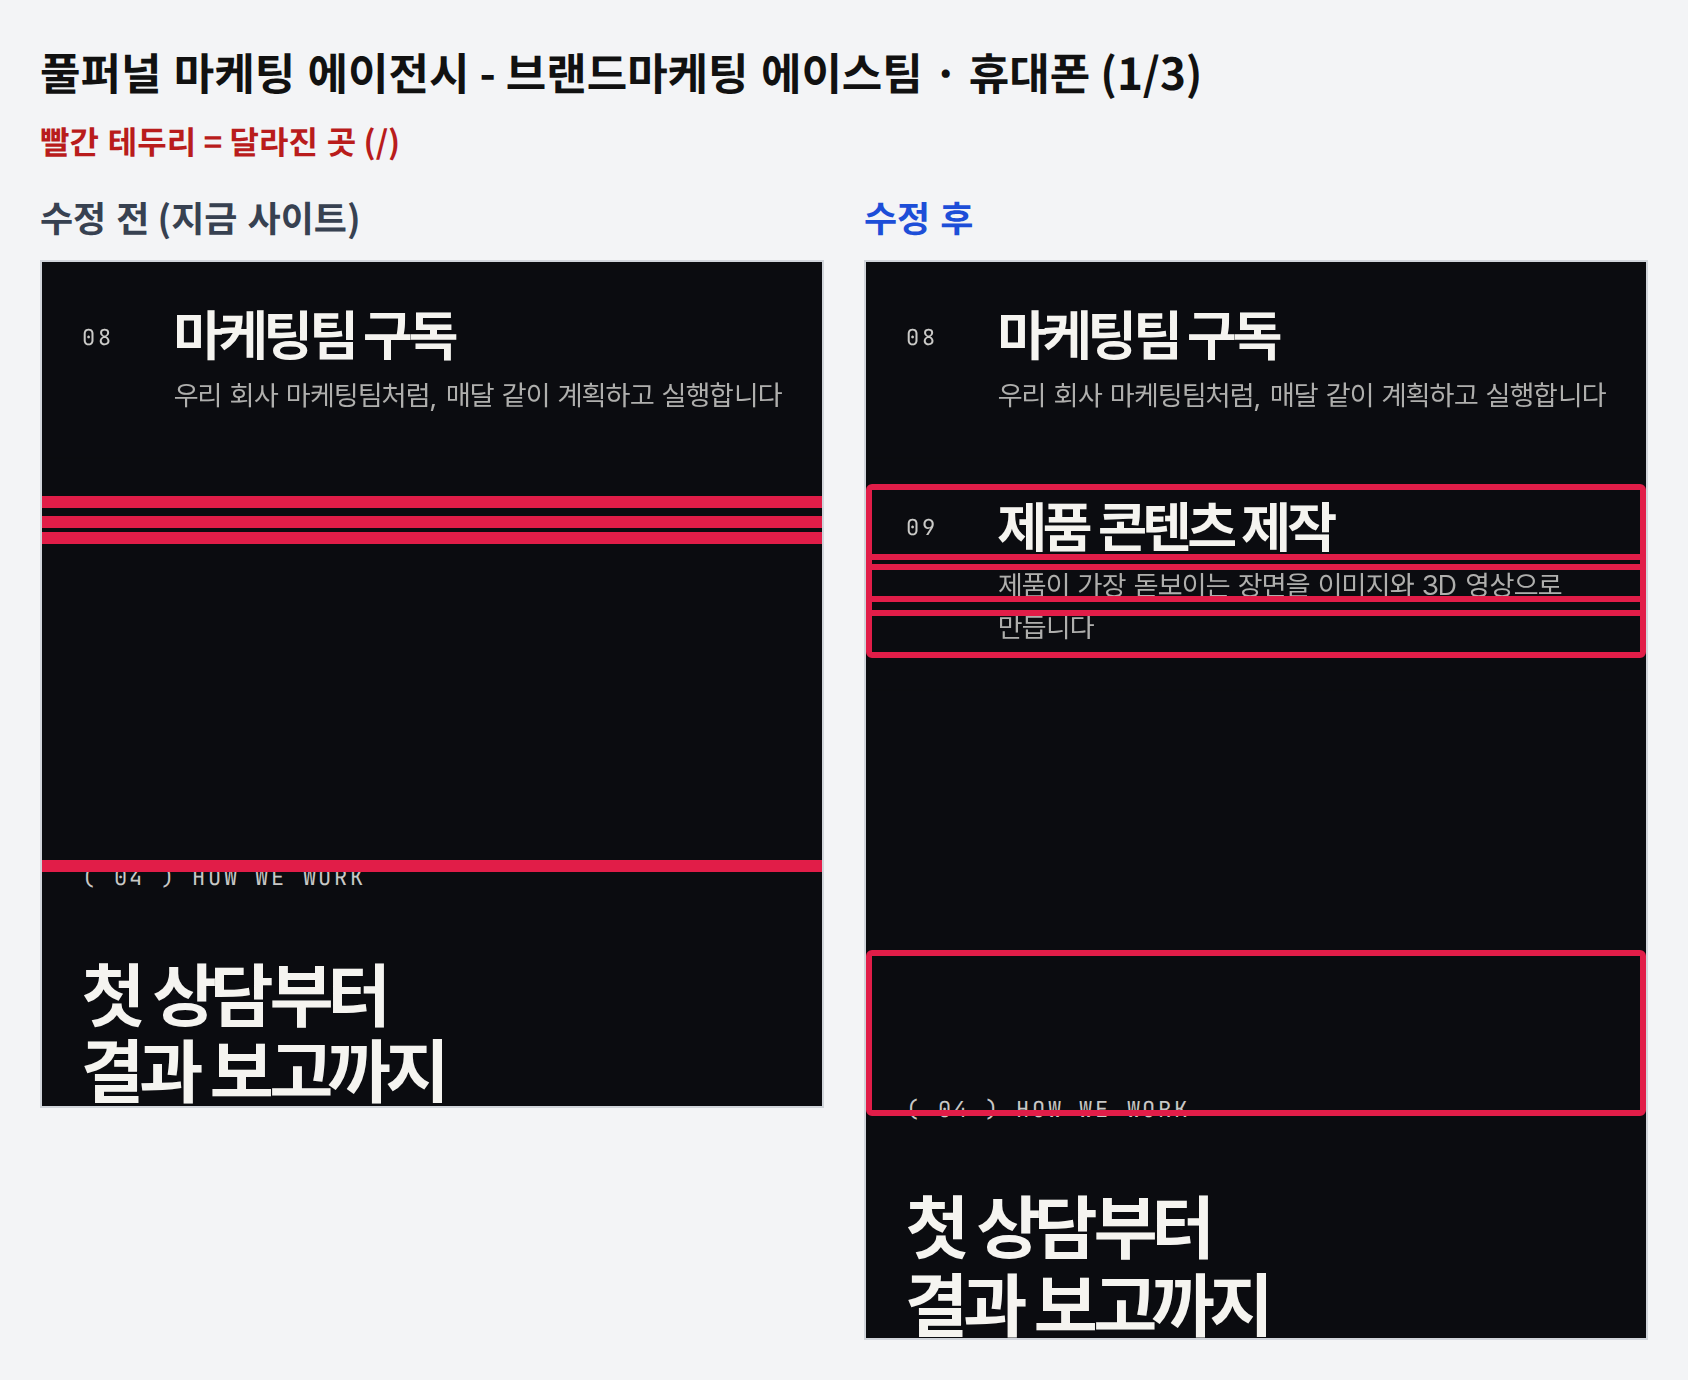 풀퍼널 마케팅 에이전시 - 브랜드마케팅 에이스팀 · 휴대폰 (1/3)
빨간 테두리 = 달라진 곳 (/)
수정 전 (지금 사이트)
08 마케팅팀 구독
우리 회사 마케팅팀처럼, 매달 같이 계획하고 실행합니다
( 04 ) HOW WE WORK
첫 상담부터
결과 보고까지
수정 후
08 마케팅팀 구독
우리 회사 마케팅팀처럼, 매달 같이 계획하고 실행합니다
09 제품 콘텐츠 제작
제품이 가장 돋보이는 장면을 이미지와 3D 영상으로
만듭니다
( 04 ) HOW WE WORK
첫 상담부터
결과 보고까지